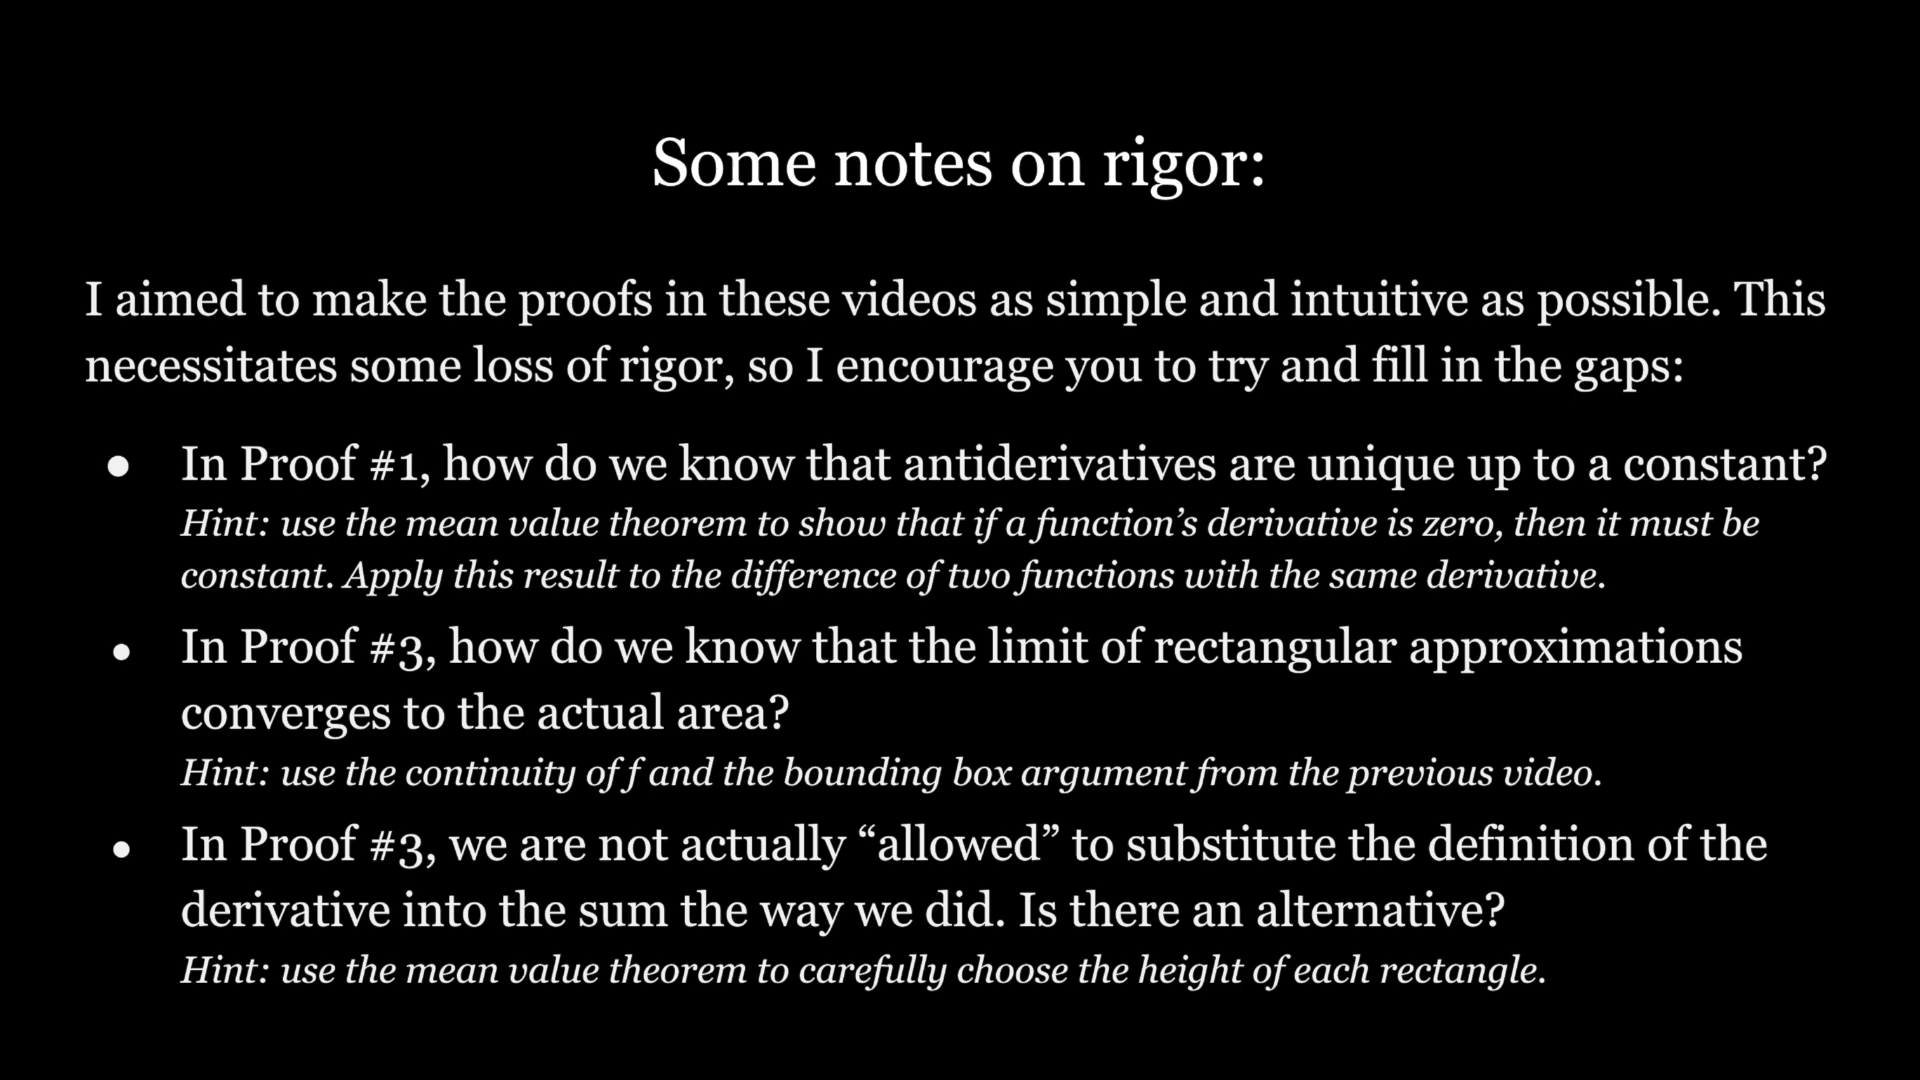 Some notes on rigor:
I aimed to make the proofs in these videos as simple and intuitive as possible. This
necessitates some loss of rigor, so I encourage you to try and fill in the gaps:
● In Proof #1, how do we know that antiderivatives are unique up to a constant?
Hint: use the mean value theorem to show that if a function’s derivative is zero, then it must be
constant. Apply this result to the difference of two functions with the same derivative.
● In Proof #3, how do we know that the limit of rectangular approximations
converges to the actual area?
Hint: use the continuity of f and the bounding box argument from the previous video.
● In Proof #3, we are not actually “allowed” to substitute the definition of the
derivative into the sum the way we did. Is there an alternative?
Hint: use the mean value theorem to carefully choose the height of each rectangle.